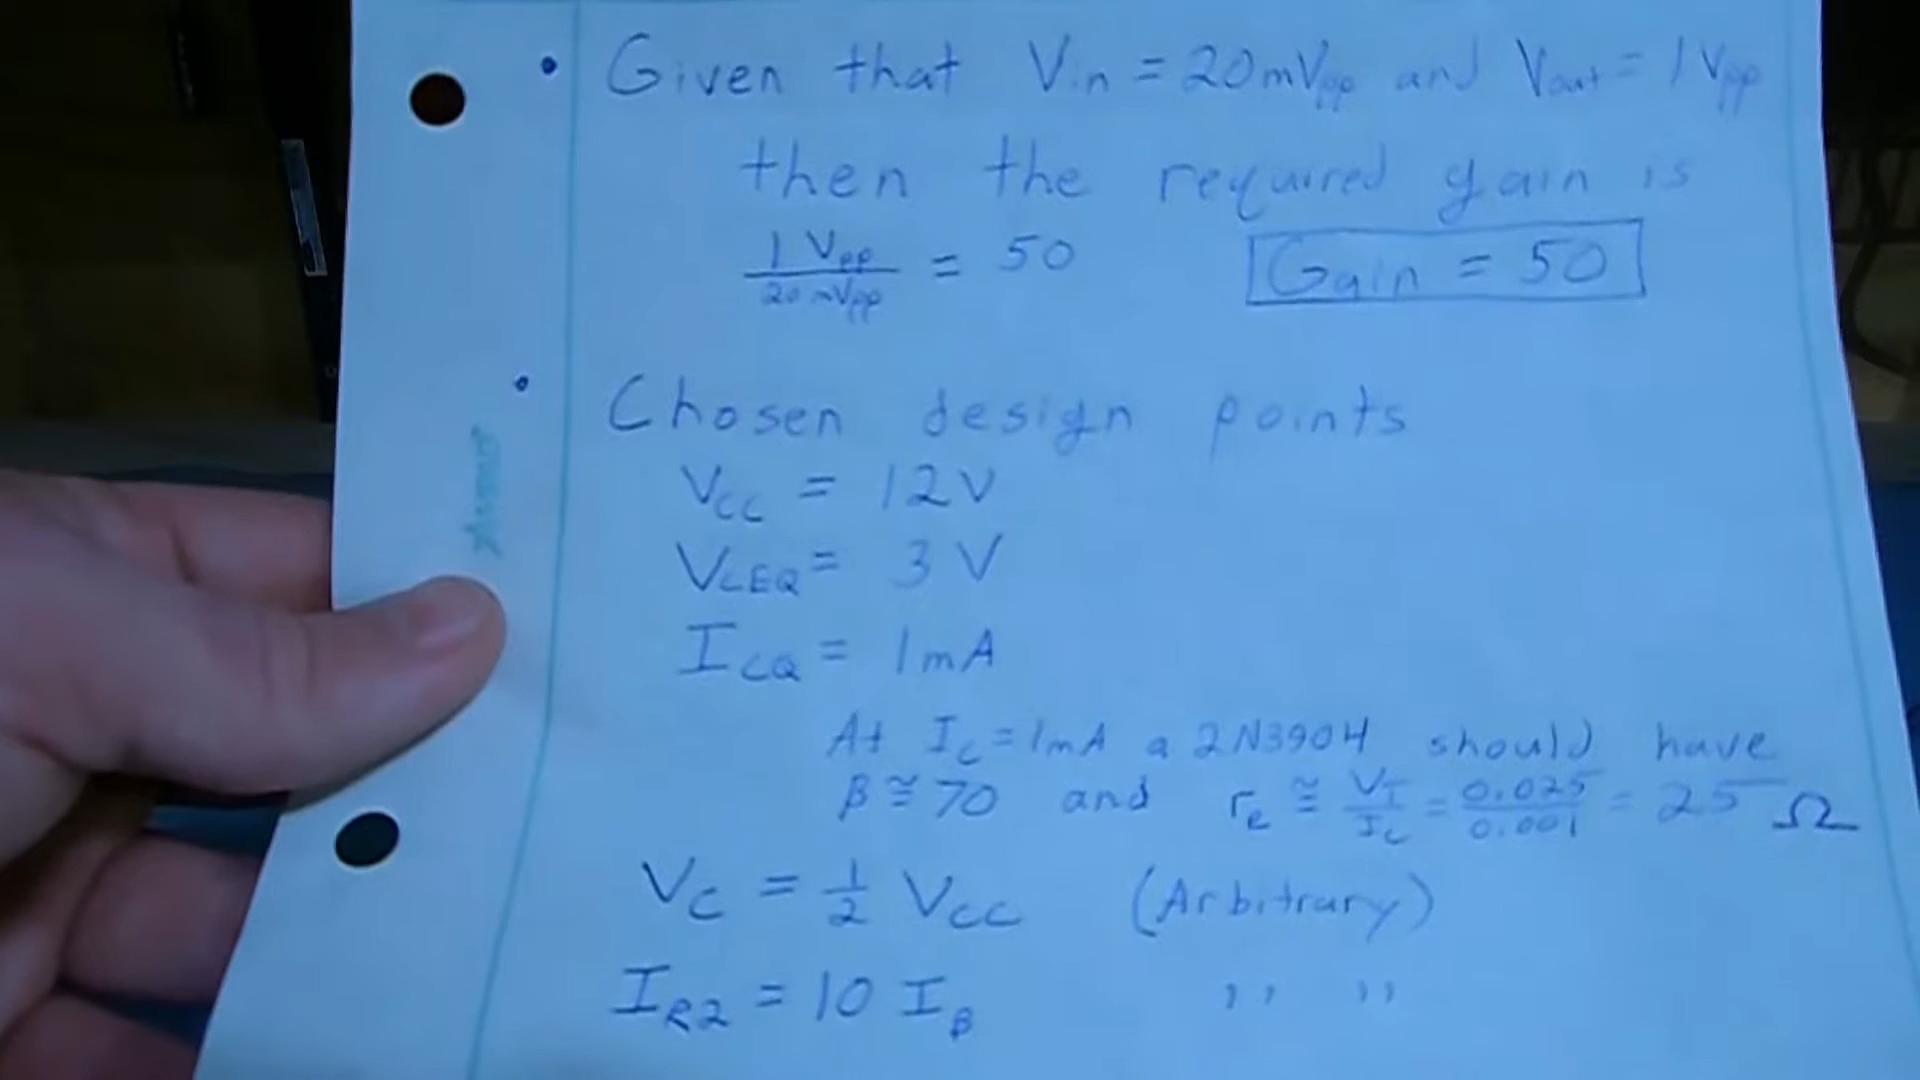 • Given that Vin = 20mVpp and Vout = 1Vpp
then the required gain is
1 Vpp / 20 mVpp = 50 Gain = 50
• Chosen design points
VCC = 12V
VCEQ = 3V
ICQ = 1mA
At IC = 1mA a 2N3904 should have
β ≅ 70 and re ≅ VT/IC = 0.025/0.001 = 25 Ω
VC = 1/2 VCC (Arbitrary)
IR2 = 10 IB ,, ,,